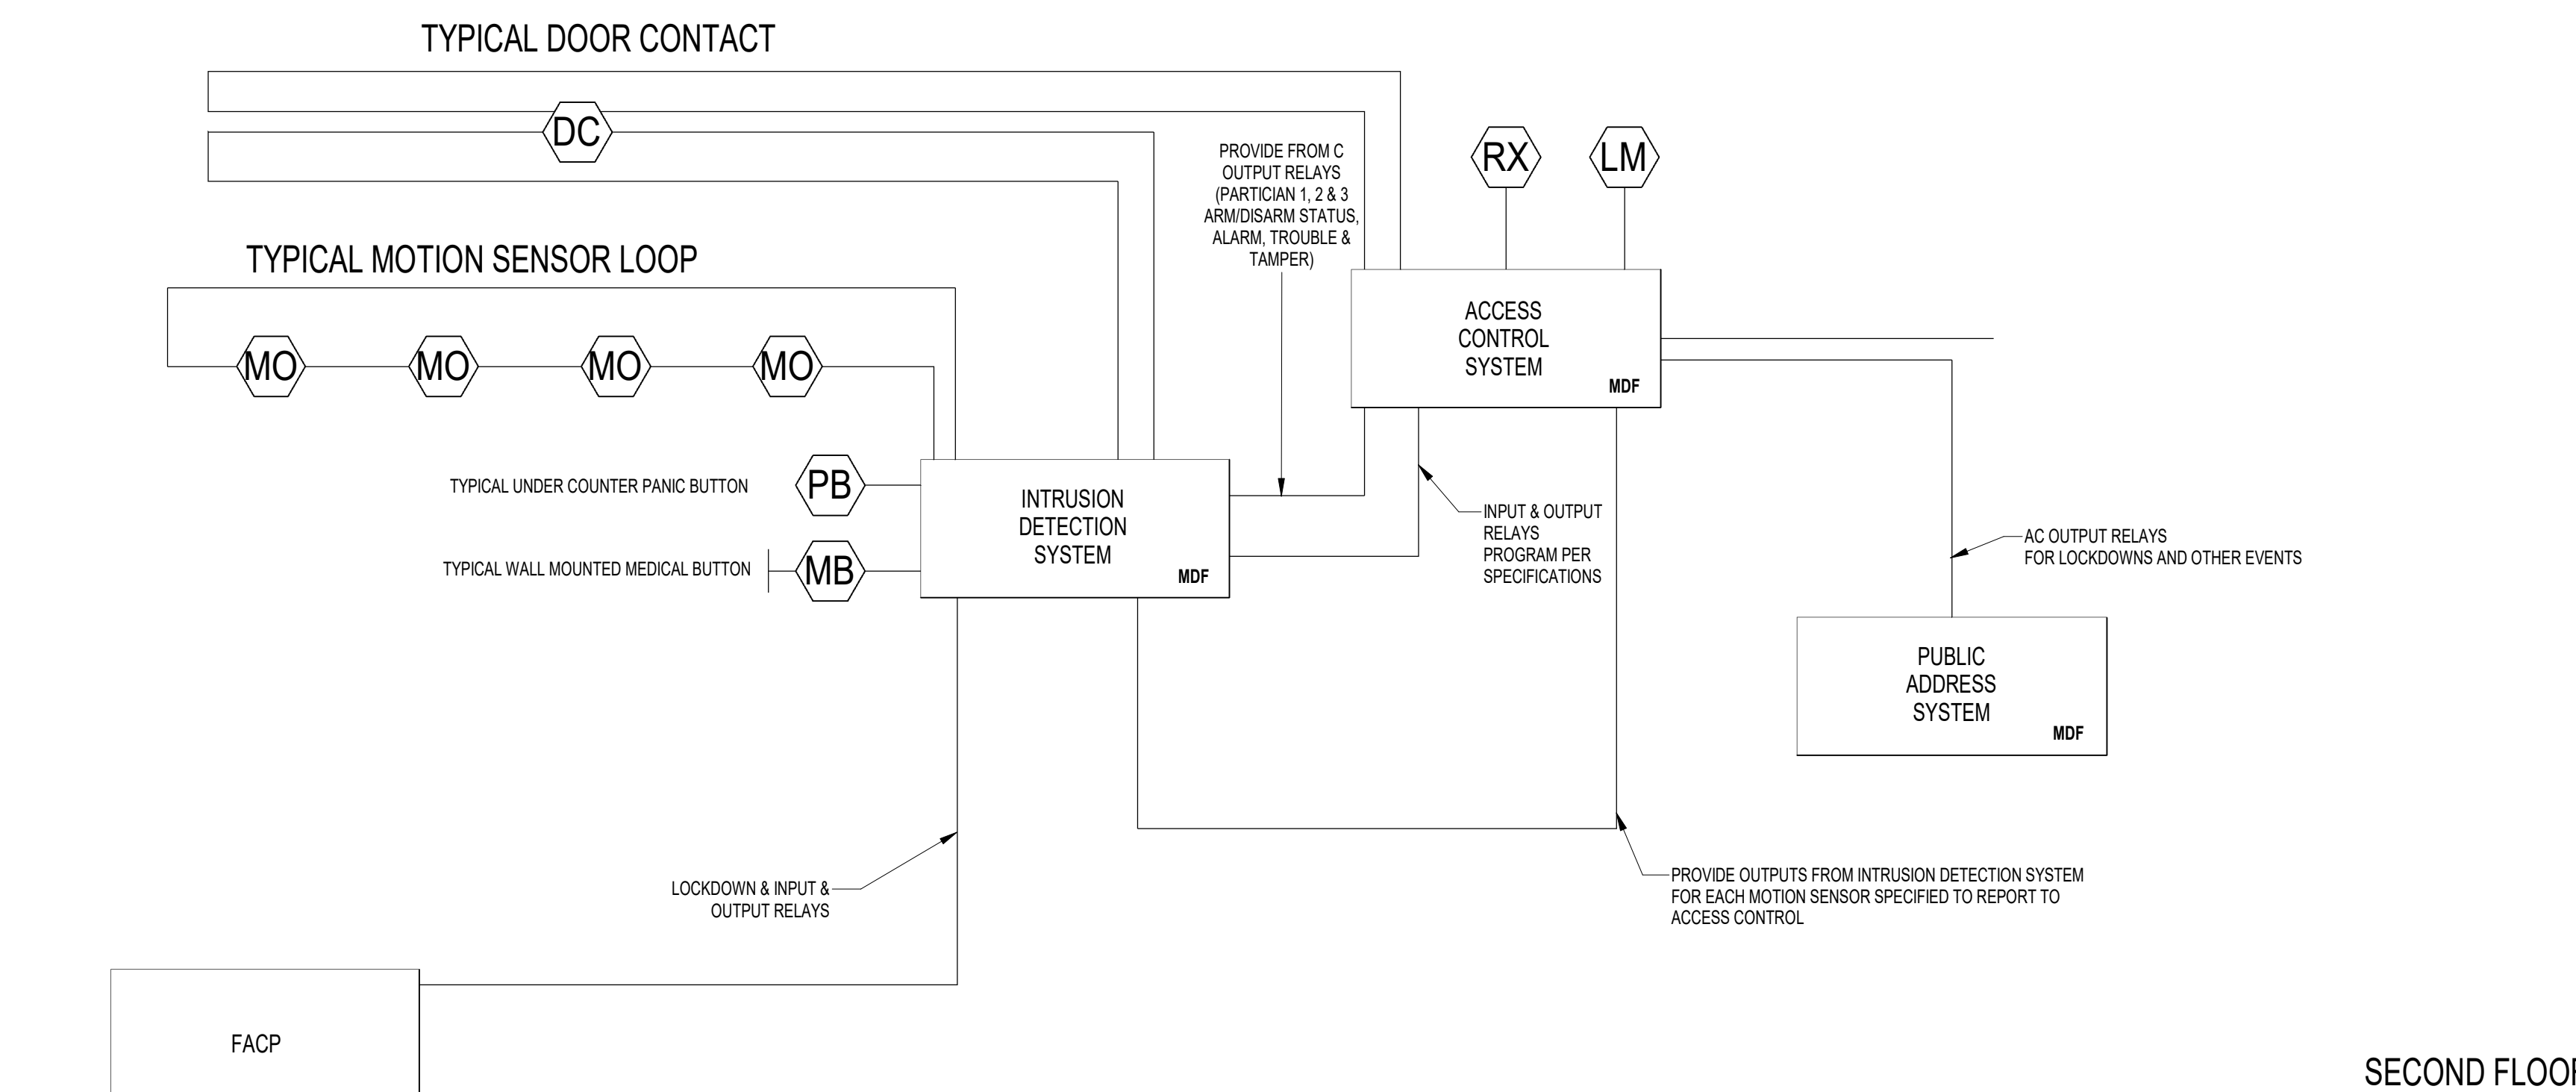 TYPICAL DOOR CONTACT
DC
PROVIDE FROM C
OUTPUT RELAYS
(PARTICIAN 1, 2 & 3
ARM/DISARM STATUS,
ALARM, TROUBLE &
TAMPER)
RX
LM
TYPICAL MOTION SENSOR LOOP
MO
MO
MO
MO
ACCESS
CONTROL
SYSTEM
MDF
TYPICAL UNDER COUNTER PANIC BUTTON
PB
TYPICAL WALL MOUNTED MEDICAL BUTTON
MB
INTRUSION
DETECTION
SYSTEM
MDF
INPUT & OUTPUT
RELAYS
PROGRAM PER
SPECIFICATIONS
AC OUTPUT RELAYS
FOR LOCKDOWNS AND OTHER EVENTS
PUBLIC
ADDRESS
SYSTEM
MDF
LOCKDOWN & INPUT &
OUTPUT RELAYS
PROVIDE OUTPUTS FROM INTRUSION DETECTION SYSTEM
FOR EACH MOTION SENSOR SPECIFIED TO REPORT TO
ACCESS CONTROL
FACP
SECOND FLOOR